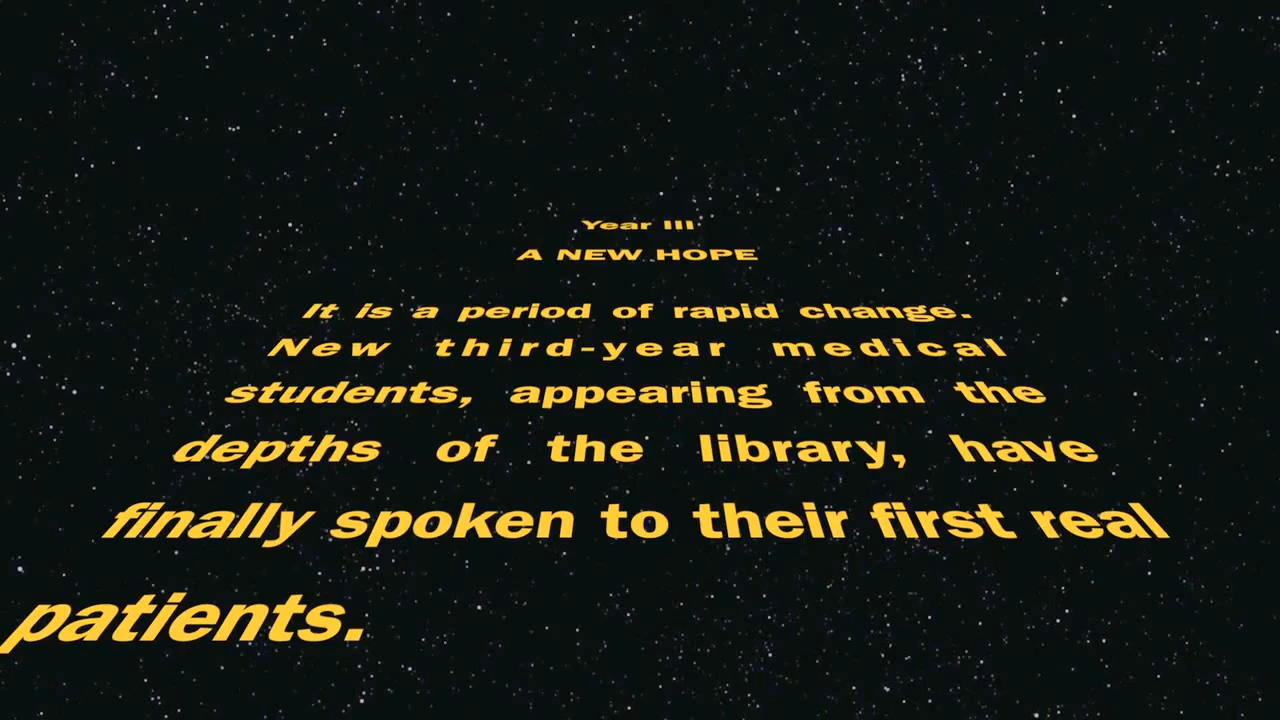 Year III
A NEW HOPE
It is a period of rapid change.
New third-year medical
students, appearing from the
depths of the library, have
finally spoken to their first real
patients.